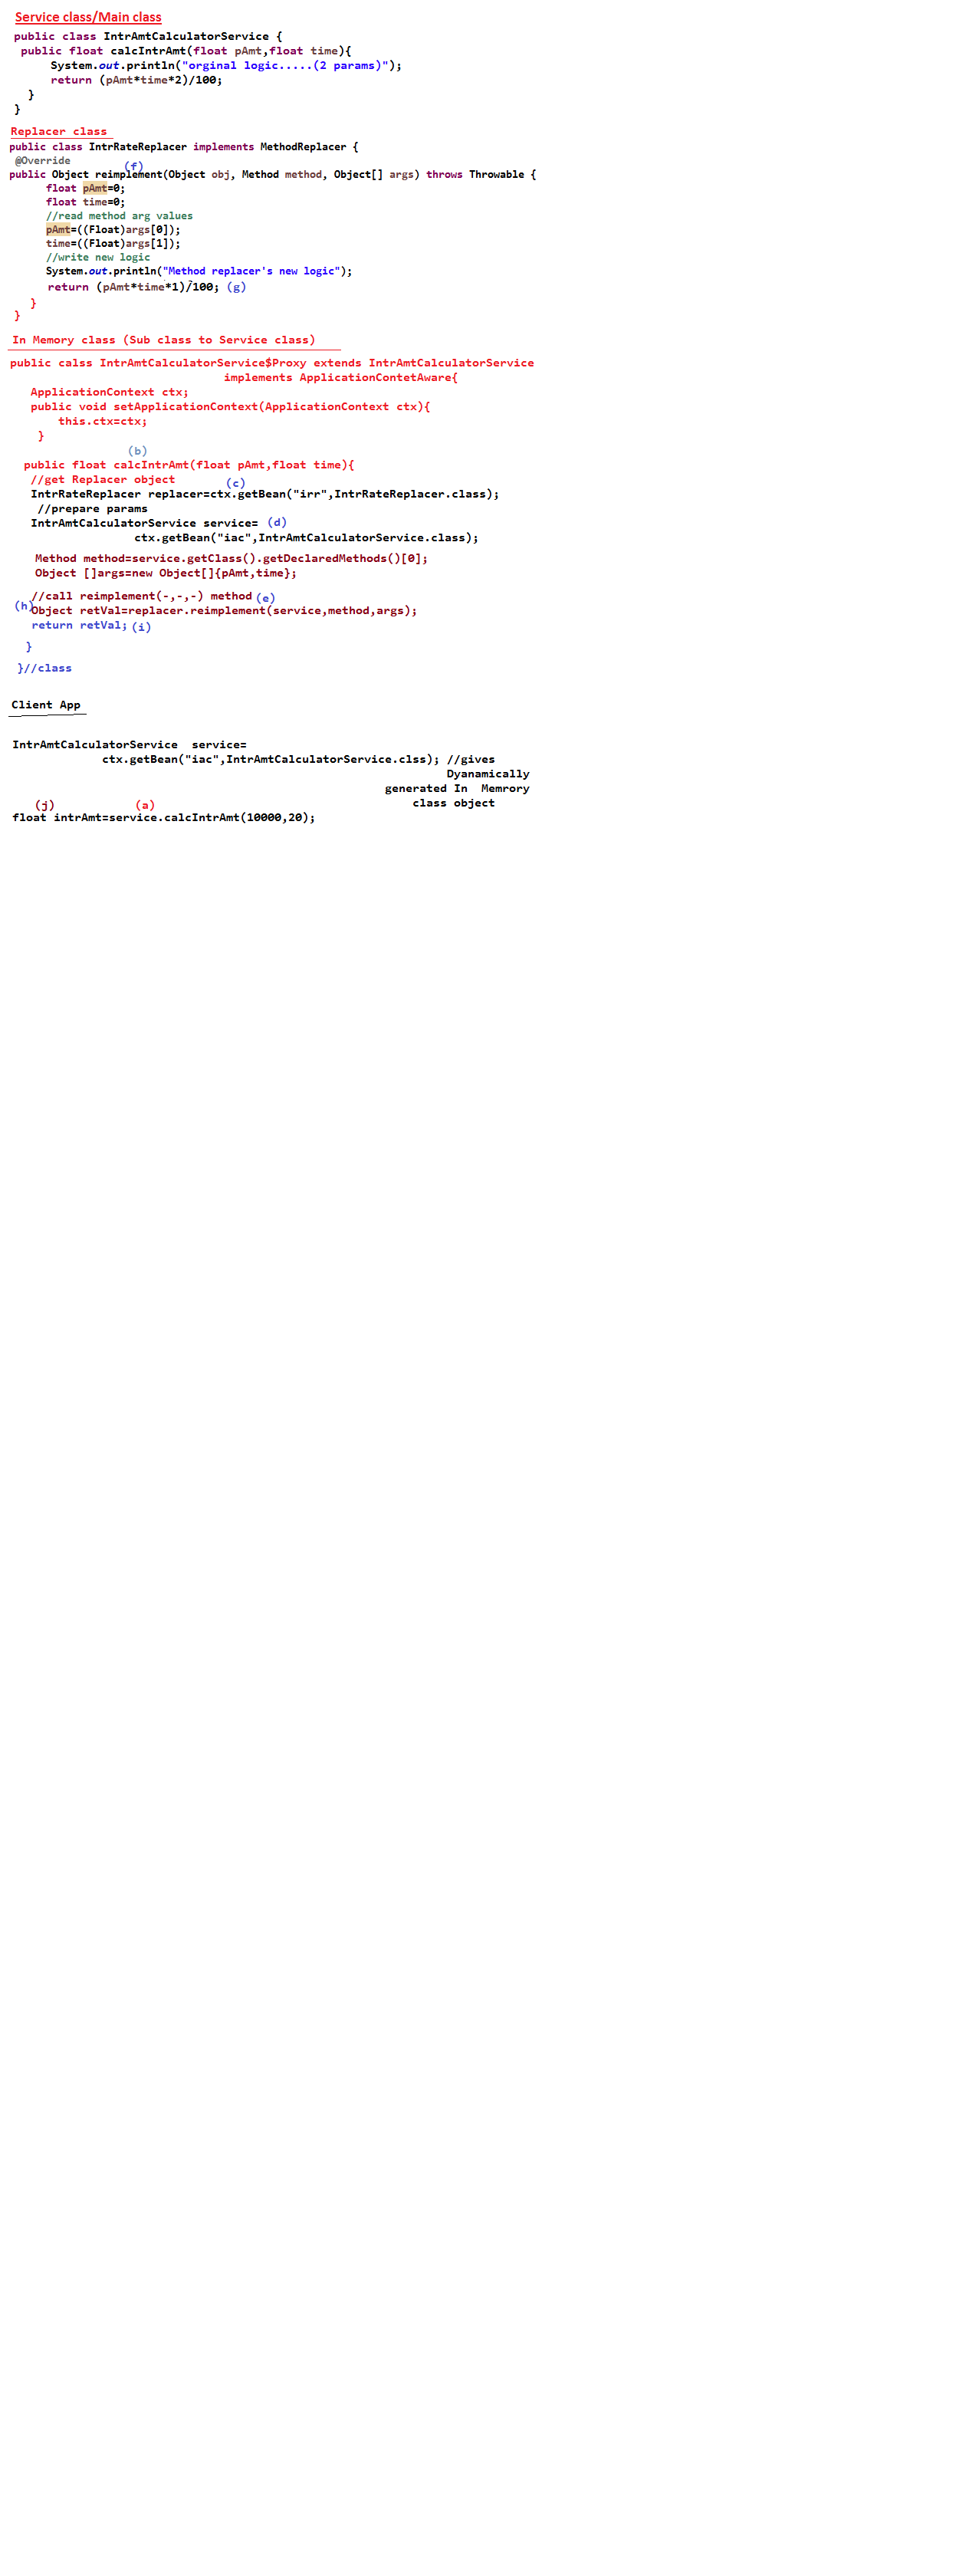 Service class/Main class
public class IntrAmtCalculatorService {
public float calcIntrAmt(float pAmt,float time){
System.out.println("orginal logic.....(2 params)");
return (pAmt*time*2)/100;
}
}
Replacer class
public class IntrRateReplacer implements MethodReplacer {
@Override
(f)
public Object reimplement(Object obj, Method method, Object[] args) throws Throwable {
float pAmt=0;
float time=0;
//read method arg values
pAmt=((Float)args[0]);
time=((Float)args[1]);
//write new logic
System.out.println("Method replacer's new logic");
return (pAmt*time*1)/100; (g)
}
}
In Memory class (Sub class to Service class)
public calss IntrAmtCalculatorService$Proxy extends IntrAmtCalculatorService
implements ApplicationContetAware{
ApplicationContext ctx;
public void setApplicationContext(ApplicationContext ctx){
this.ctx=ctx;
}
(b)
public float calcIntrAmt(float pAmt,float time){
//get Replacer object (c)
IntrRateReplacer replacer=ctx.getBean("irr",IntrRateReplacer.class);
//prepare params
IntrAmtCalculatorService service= (d)
ctx.getBean("iac",IntrAmtCalculatorService.class);
Method method=service.getClass().getDeclaredMethods()[0];
Object []args=new Object[]{pAmt,time};
//call reimplement(-,-,-) method (e)
(h)
Object retVal=replacer.reimplement(service,method,args);
return retVal; (i)
}
}//class
Client App
IntrAmtCalculatorService service=
ctx.getBean("iac",IntrAmtCalculatorService.clss); //gives
Dyanamically
generated In Memrory
class object
(j) (a)
float intrAmt=service.calcIntrAmt(10000,20);